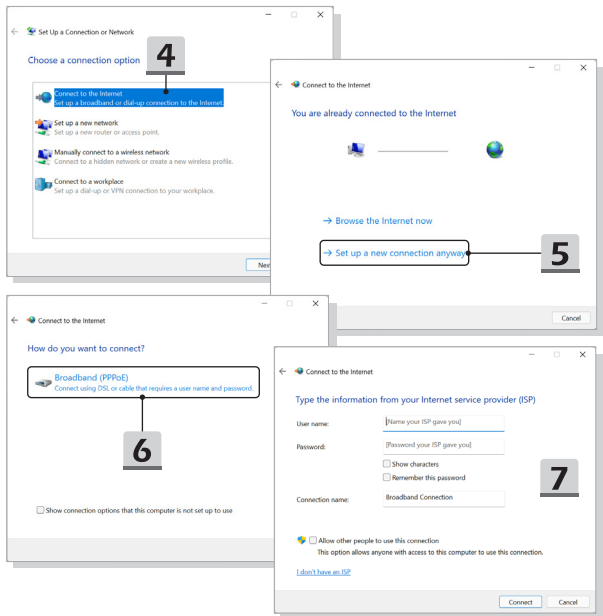 Set Up a Connection or Network
Choose a connection option
4
Connect to the Internet
Set up a broadband or dial-up connection to the Internet.
Set up a new network
Set up a new router or access point.
Manually connect to a wireless network
Connect to a hidden network or create a new wireless profile.
Connect to a workplace
Set up a dial-up or VPN connection to your workplace.
Connect to the Internet
You are already connected to the Internet
→ Browse the Internet now
→ Set up a new connection anyway
5
Cancel
Connect to the Internet
How do you want to connect?
Broadband (PPPoE)
Connect using DSL or cable that requires a user name and password.
6
Show connection options that this computer is not set up to use
Connect to the Internet
Type the information from your Internet service provider (ISP)
User name: [Name your ISP gave you]
Password: [Password your ISP gave you]
Show characters
Remember this password
7
Connection name: Broadband Connection
Allow other people to use this connection
This option allows anyone with access to this computer to use this connection.
I don't have an ISP
Connect Cancel